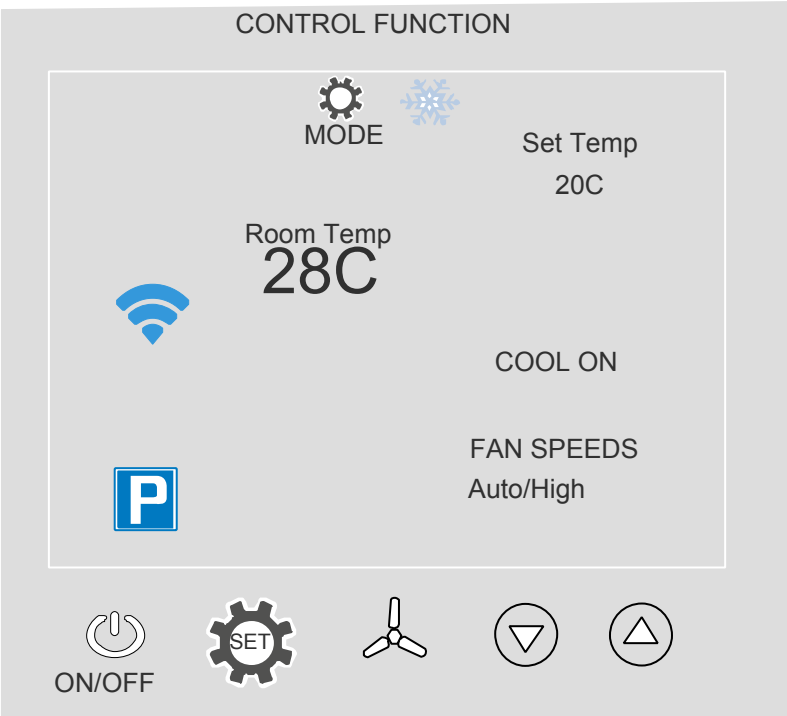 CONTROL FUNCTION
MODE
Set Temp
20C
Room Temp
28C
COOL ON
FAN SPEEDS
Auto/High
P
SET
ON/OFF